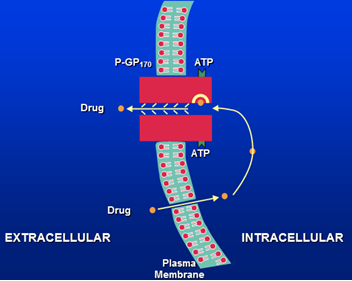 P-GP170 ATP
Drug
ATP
Drug
EXTRACELLULAR INTRACELLULAR
Plasma
Membrane